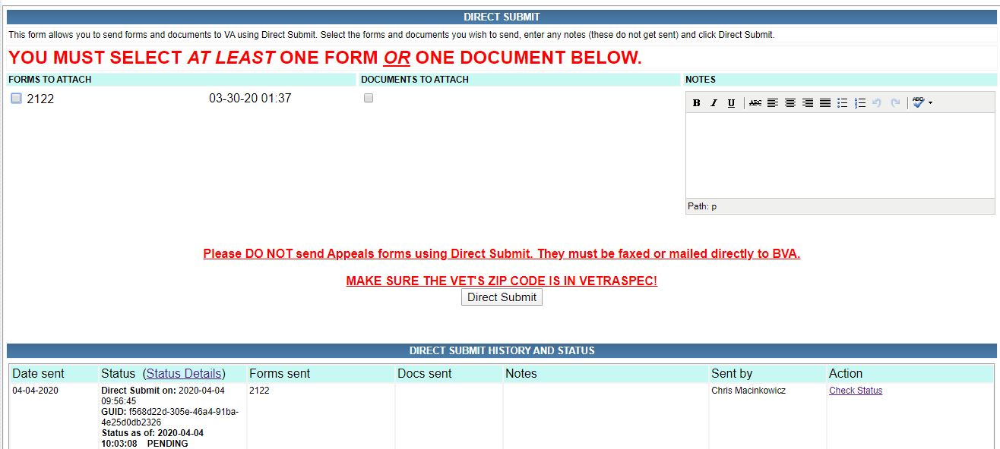 DIRECT SUBMIT
This form allows you to send forms and documents to VA using Direct Submit. Select the forms and documents you wish to send, enter any notes (these do not get sent) and click Direct Submit.
YOU MUST SELECT AT LEAST ONE FORM OR ONE DOCUMENT BELOW.
FORMS TO ATTACH DOCUMENTS TO ATTACH NOTES
2122 03-30-20 01:37
B I U ABC ABC
Path: p
Please DO NOT send Appeals forms using Direct Submit. They must be faxed or mailed directly to BVA.
MAKE SURE THE VET'S ZIP CODE IS IN VETRASPEC!
Direct Submit
DIRECT SUBMIT HISTORY AND STATUS
Date sent Status (Status Details) Forms sent Docs sent Notes Sent by Action
04-04-2020 Direct Submit on: 2020-04-04 2122 Chris Macinkowicz Check Status
09:56:45
GUID: f568d22d-305e-46a4-91ba-
4e25d0db2326
Status as of: 2020-04-04
10:03:08 PENDING